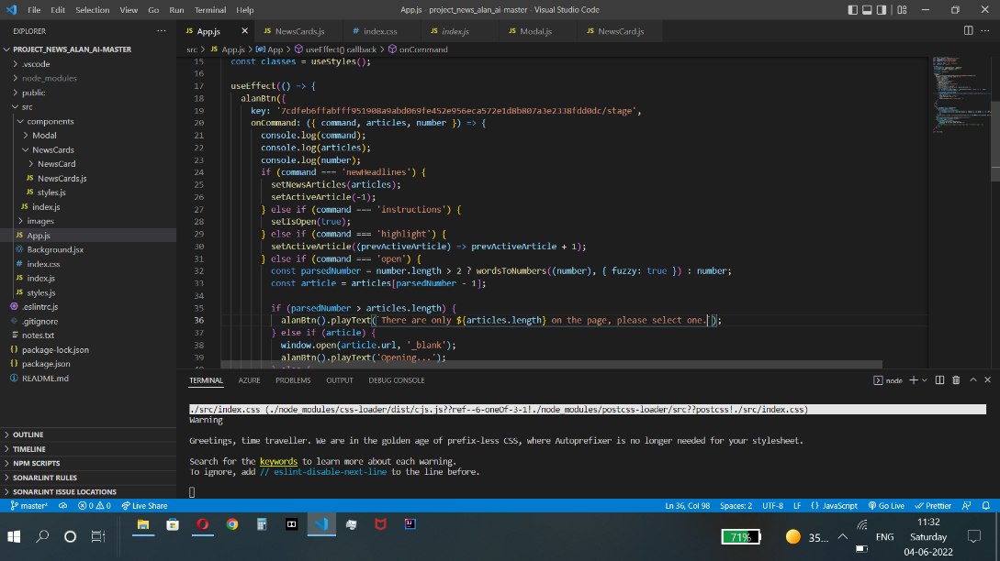 File Edit Selection View Go Run Terminal Help
App.js - project_news_alan_ai-master - Visual Studio Code
EXPLORER
PROJECT_NEWS_ALAN_AI-MASTER
.vscode
node_modules
public
src
components
Modal
NewsCards
NewsCard
JS NewsCards.js
JS styles.js
JS index.js
images
JS App.js
Background.jsx
index.css
JS index.js
JS styles.js
.eslintrc.js
.gitignore
notes.txt
{} package-lock.json
{} package.json
README.md
OUTLINE
TIMELINE
NPM SCRIPTS
SONARLINT RULES
SONARLINT ISSUE LOCATIONS
JS App.js JS NewsCards.js # index.css JS index.js JS Modal.js JS NewsCard.js
src > JS App.js > App > useEffect() callback > onCommand
15 const classes = useStyles();
16
17 useEffect(() => {
18 alanBtn({
19 key: '7cdfeb6ffabfff951908a9abd069fe452e956eca572e1d8b807a3e2338fdd0dc/stage',
20 onCommand: ({ command, articles, number }) => {
21 console.log(command);
22 console.log(articles);
23 console.log(number);
24 if (command === 'newHeadlines') {
25 setNewsArticles(articles);
26 setActiveArticle(-1);
27 } else if (command === 'instructions') {
28 setIsOpen(true);
29 } else if (command === 'highlight') {
30 setActiveArticle((prevActiveArticle) => prevActiveArticle + 1);
31 } else if (command === 'open') {
32 const parsedNumber = number.length > 2 ? wordsToNumbers((number), { fuzzy: true }) : number;
33 const article = articles[parsedNumber - 1];
34
35 if (parsedNumber > articles.length) {
36 alanBtn().playText(`There are only ${articles.length} on the page, please select one.`);
37 } else if (article) {
38 window.open(article.url, '_blank');
39 alanBtn().playText('Opening...');
40 } else {
TERMINAL AZURE PROBLEMS OUTPUT DEBUG CONSOLE
node
./src/index.css (./node_modules/css-loader/dist/cjs.js??ref--6-oneOf-3-1!./node_modules/postcss-loader/src??postcss!./src/index.css)
Warning
Greetings, time traveller. We are in the golden age of prefix-less CSS, where Autoprefixer is no longer needed for your stylesheet.
Search for the keywords to learn more about each warning.
To ignore, add // eslint-disable-next-line to the line before.
master* 0 0 Live Share
Ln 36, Col 98 Spaces: 2 UTF-8 LF {} JavaScript Go Live Prettier
71%
35...
ENG
11:32
Saturday
04-06-2022